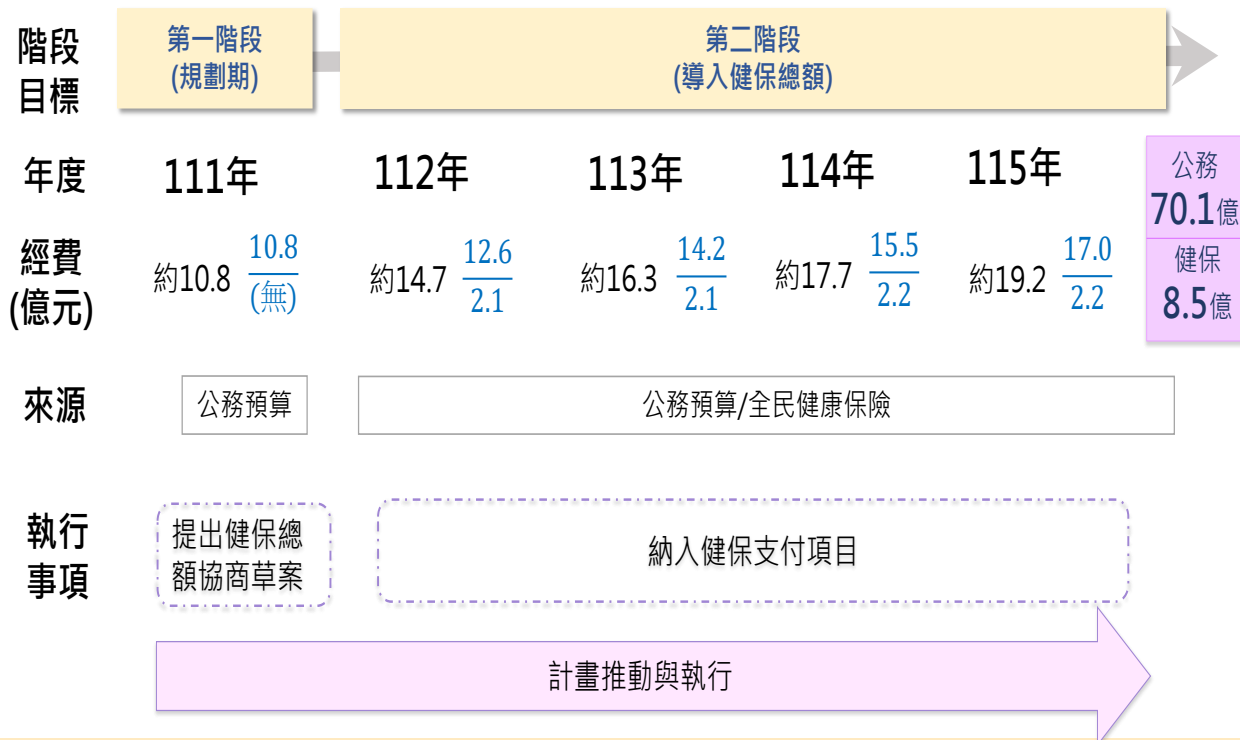 階段
目標
第一階段
(規劃期)
第二階段
(導入健保總額)
年度
111年
112年
113年
114年
115年
公務
70.1億
健保
8.5億
經費
(億元)
約10.8
10.8
(無)
約14.7
12.6
2.1
約16.3
14.2
2.1
約17.7
15.5
2.2
約19.2
17.0
2.2
來源
公務預算
公務預算/全民健康保險
執行
事項
提出健保總
額協商草案
納入健保支付項目
計畫推動與執行